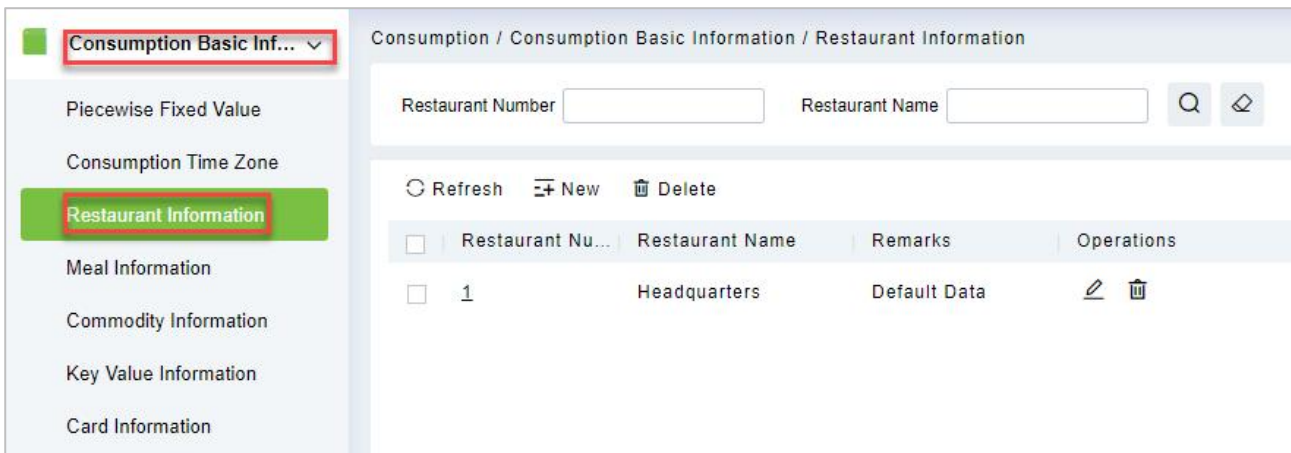 Consumption Basic Inf...
Piecewise Fixed Value
Consumption Time Zone
Restaurant Information
Meal Information
Commodity Information
Key Value Information
Card Information
Consumption / Consumption Basic Information / Restaurant Information
Restaurant Number Restaurant Name
Refresh New Delete
Restaurant Nu... Restaurant Name Remarks Operations
1 Headquarters Default Data